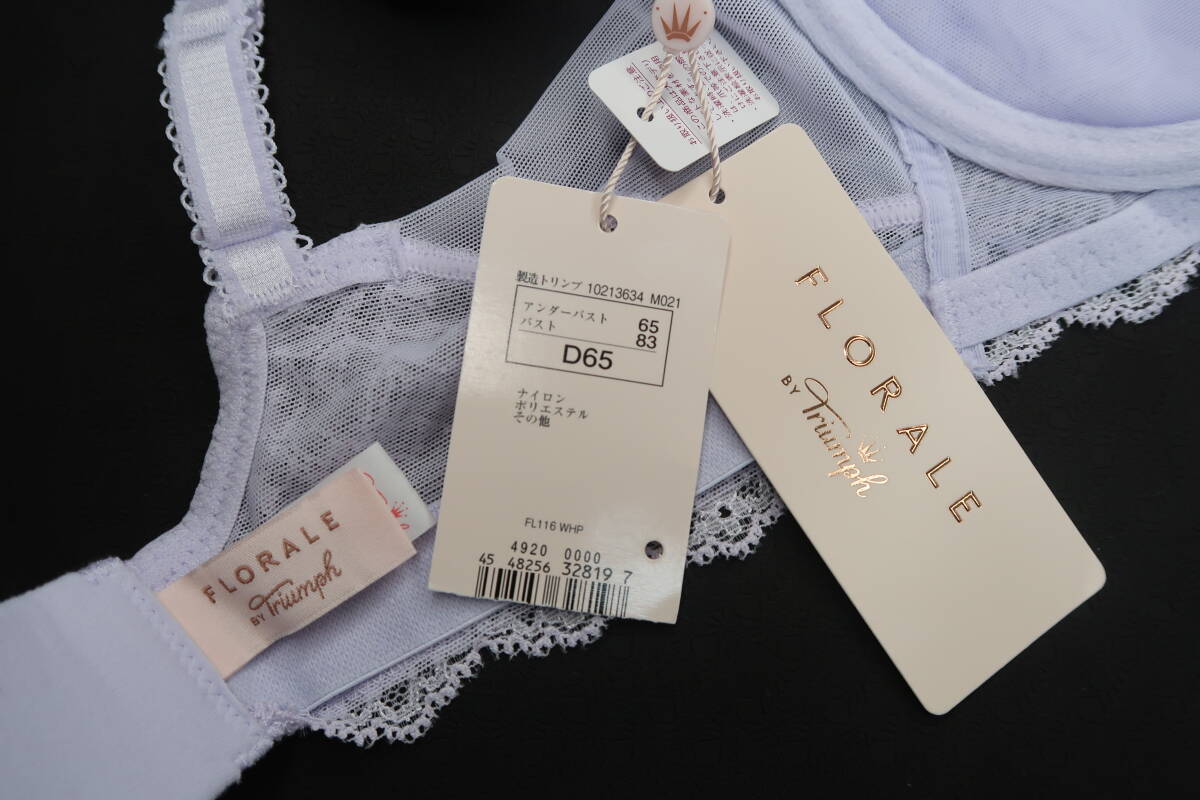 製造トリンプ 10213634 M021
アンダーバスト 65
バスト 83
D65
ナイロン
ポリエステル
その他
FL116 WHP
4920 0000
45 48256 32819 7
FLORALE
BY Triumph
FLORALE
BY Triumph